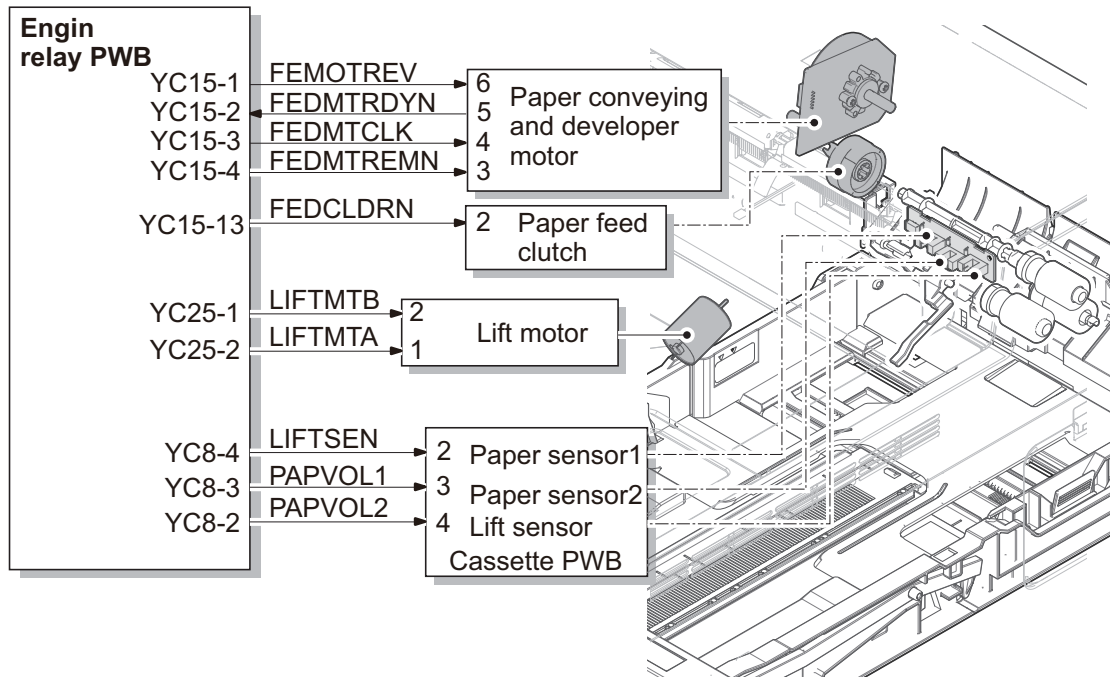 Engin
relay PWB
YC15-1 FEMOTREV 6
YC15-2 FEDMTRDYN 5
YC15-3 FEDMTCLK 4
YC15-4 FEDMTREMN 3
Paper conveying
and developer
motor
YC15-13 FEDCLDRN 2
Paper feed
clutch
YC25-1 LIFTMTB 2
YC25-2 LIFTMTA 1
Lift motor
YC8-4 LIFTSEN 2 Paper sensor1
YC8-3 PAPVOL1 3 Paper sensor2
YC8-2 PAPVOL2 4 Lift sensor
Cassette PWB